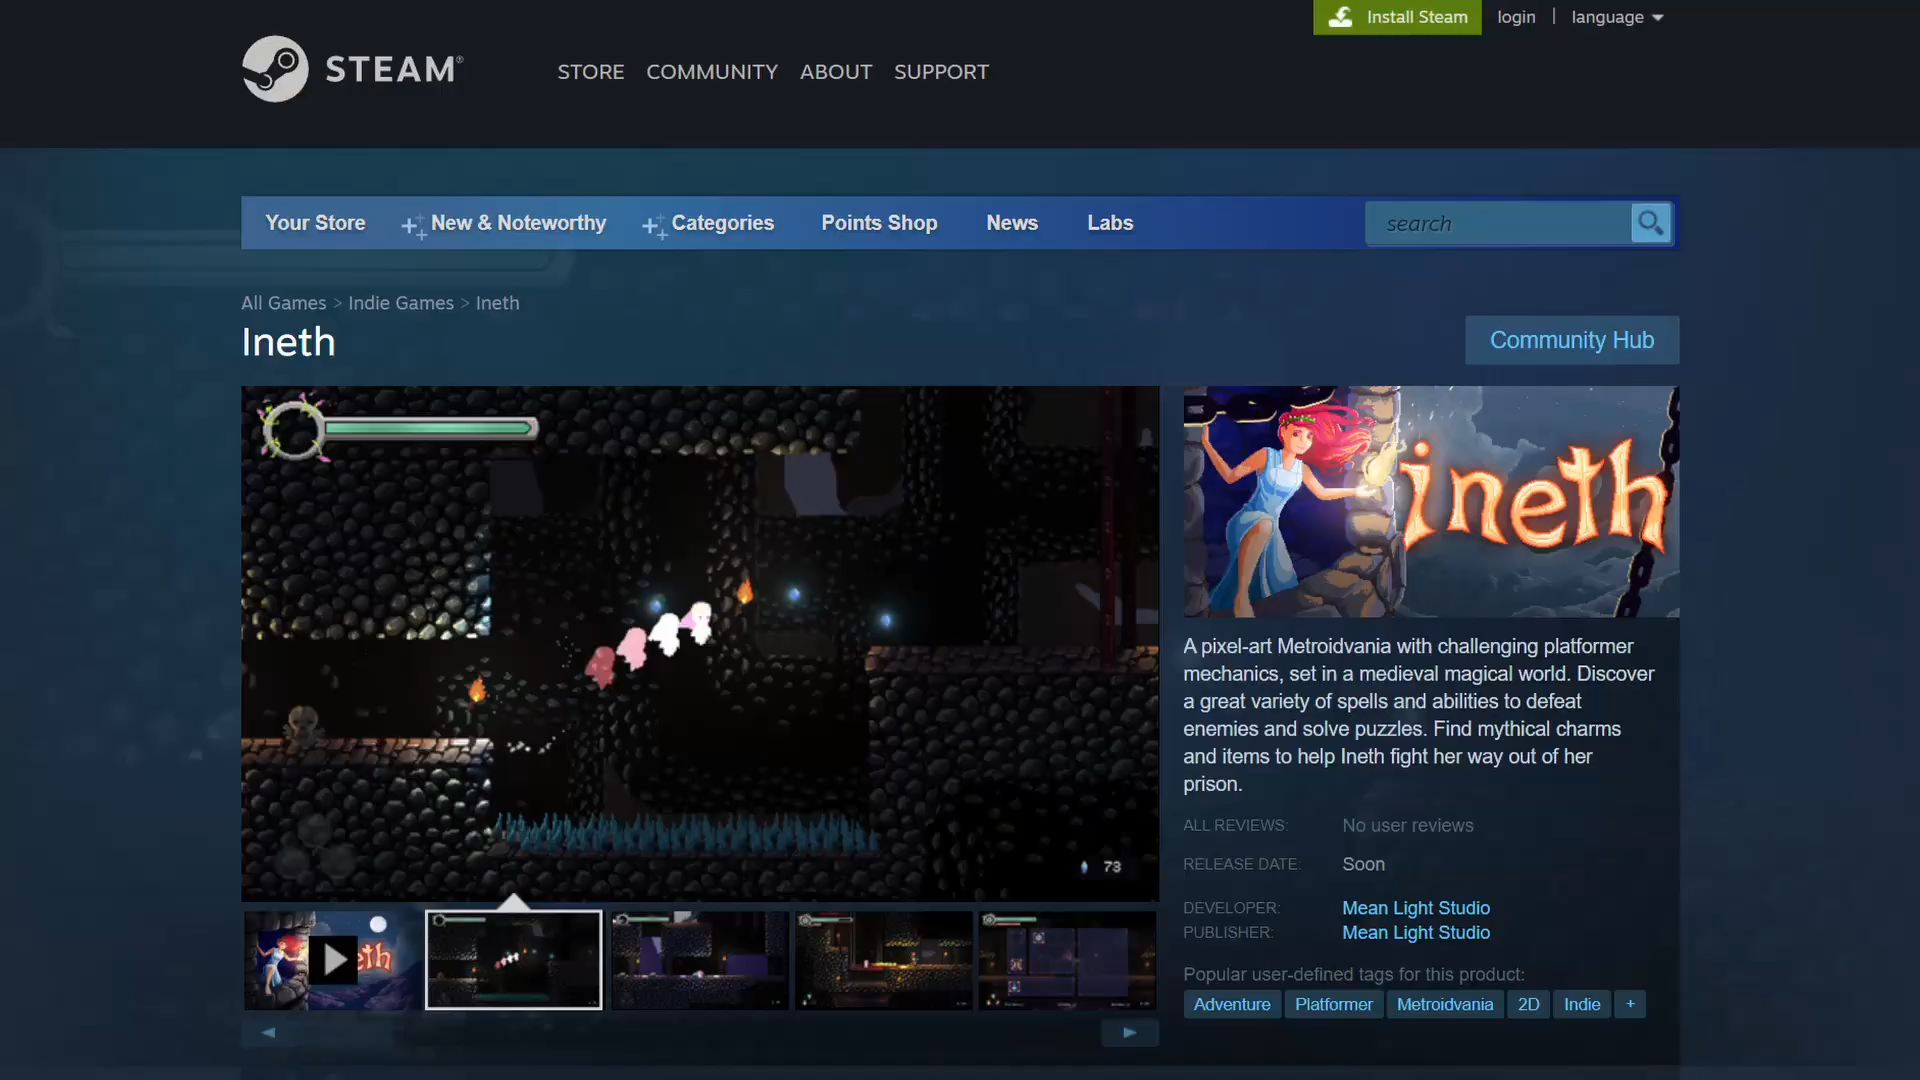 Install Steam
login
language
STEAM®
STORE
COMMUNITY
ABOUT
SUPPORT
Your Store
New & Noteworthy
Categories
Points Shop
News
Labs
search
All Games > Indie Games > Ineth
Ineth
Community Hub
ineth
A pixel-art Metroidvania with challenging platformer
mechanics, set in a medieval magical world. Discover
a great variety of spells and abilities to defeat
enemies and solve puzzles. Find mythical charms
and items to help Ineth fight her way out of her
prison.
ALL REVIEWS: No user reviews
RELEASE DATE: Soon
DEVELOPER: Mean Light Studio
PUBLISHER: Mean Light Studio
73
Popular user-defined tags for this product:
Adventure
Platformer
Metroidvania
2D
Indie
+